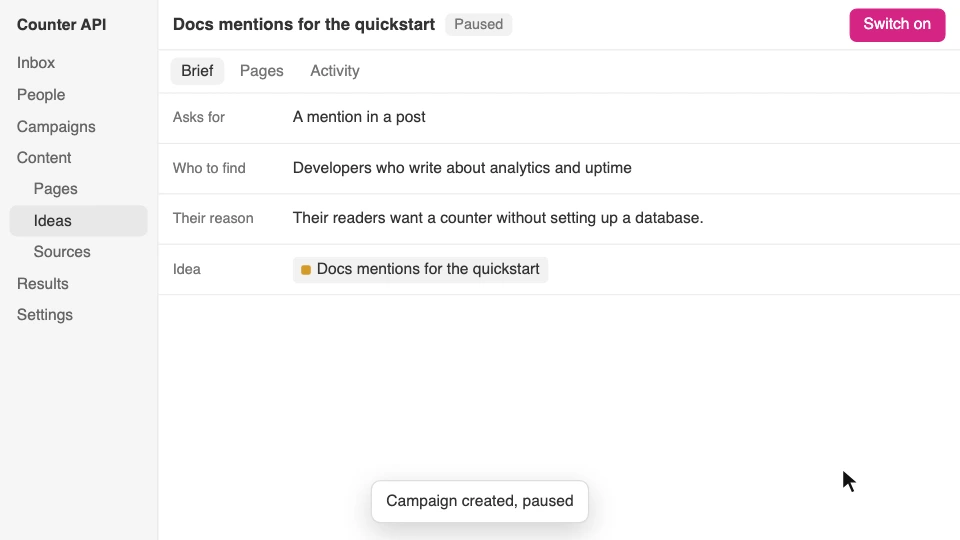 Counter API
Inbox
People
Campaigns
Content
Pages
Ideas
Sources
Results
Settings
Docs mentions for the quickstart
Paused
Switch on
Brief
Pages
Activity
Asks for
A mention in a post
Who to find
Developers who write about analytics and uptime
Their reason
Their readers want a counter without setting up a database.
Idea
Docs mentions for the quickstart
Campaign created, paused